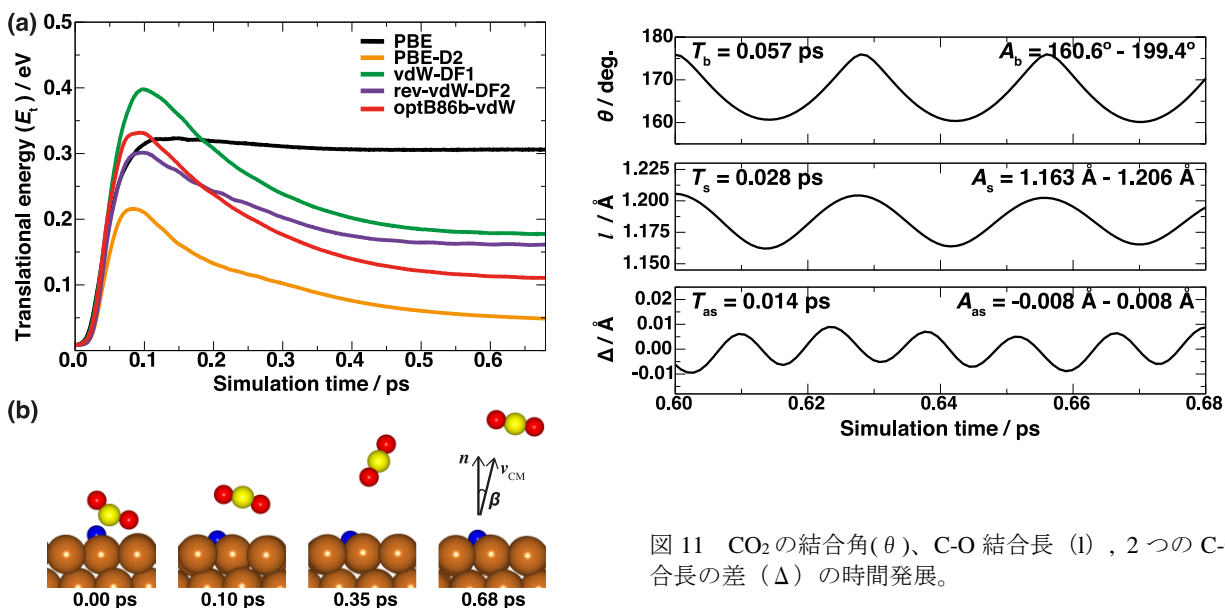 (a)
0.5
0.4
0.3
0.2
0.1
0.0
0.1
0.2
0.3
0.4
0.5
0.6
Translational energy (Et) / eV
Simulation time / ps
PBE
PBE-D2
vdW-DF1
rev-vdW-DF2
optB86b-vdW
(b)
n
vCM
β
0.00 ps
0.10 ps
0.35 ps
0.68 ps
180
170
160
θ / deg.
Tb = 0.057 ps
Ab = 160.6º - 199.4º
1.225
1.200
1.175
1.150
l / Å
Ts = 0.028 ps
As = 1.163 Å - 1.206 Å
0.02
0.01
0.00
-0.01
Δ / Å
Tas = 0.014 ps
Aas = -0.008 Å - 0.008 Å
0.60
0.62
0.64
0.66
0.68
Simulation time / ps
図 11 CO2 の結合角(θ)、C-O 結合長（l）, 2 つの C-
合長の差（Δ）の時間発展。